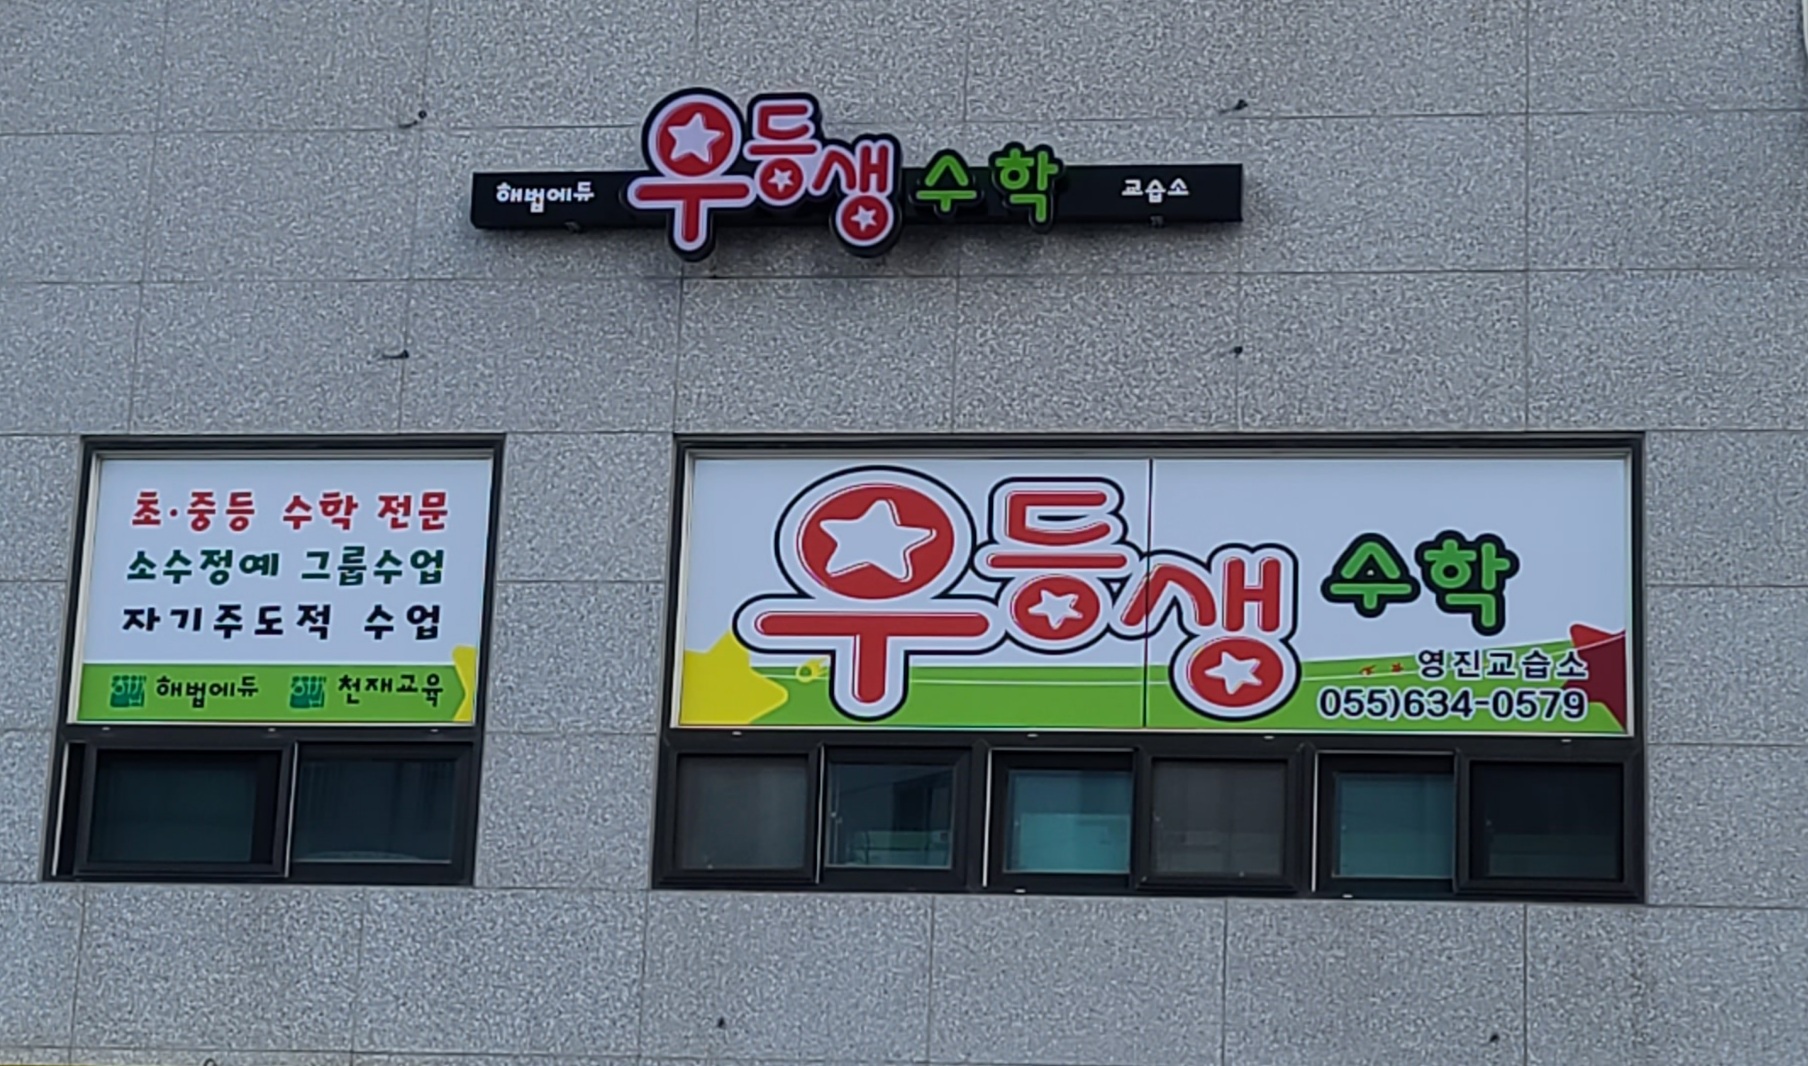 해법에듀 우등생 수학 교습소
초·중등 수학 전문
소수정예 그룹수업
자기주도적 수업
해법에듀 천재교육
우등생 수학
영진교습소
055)634-0579